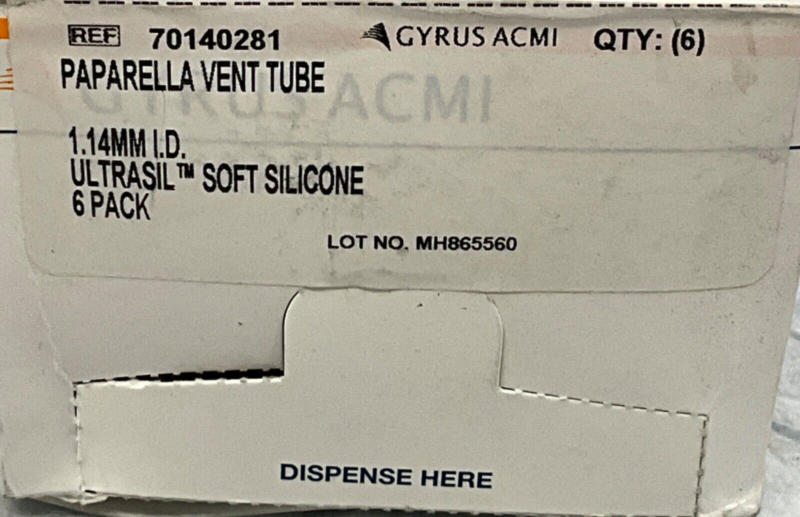 REF 70140281 GYRUS ACMI QTY: (6)
PAPARELLA VENT TUBE
GYRUS ACMI
1.14MM I.D.
ULTRASIL™ SOFT SILICONE
6 PACK
LOT NO. MH865560
DISPENSE HERE